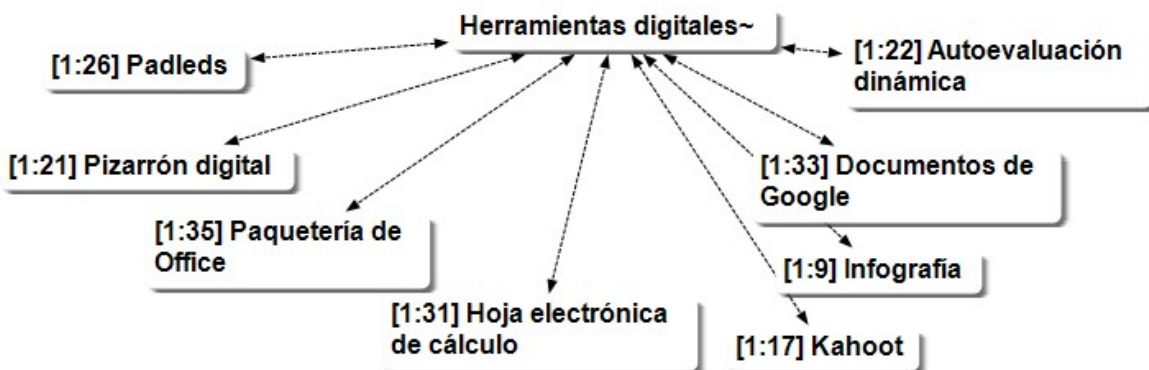 Herramientas digitales~
[1:26] Padleds
[1:22] Autoevaluación
dinámica
[1:21] Pizarrón digital
[1:33] Documentos de
Google
[1:35] Paquetería de
Office
[1:9] Infografía
[1:31] Hoja electrónica
de cálculo
[1:17] Kahoot